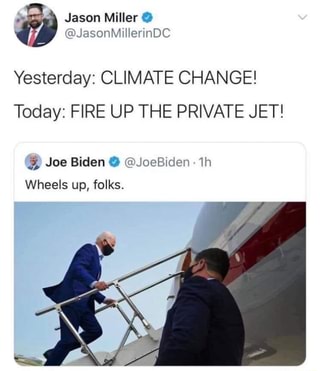 Jason Miller
@JasonMillerinDC
Yesterday: CLIMATE CHANGE!
Today: FIRE UP THE PRIVATE JET!
Joe Biden @JoeBiden · 1h
Wheels up, folks.